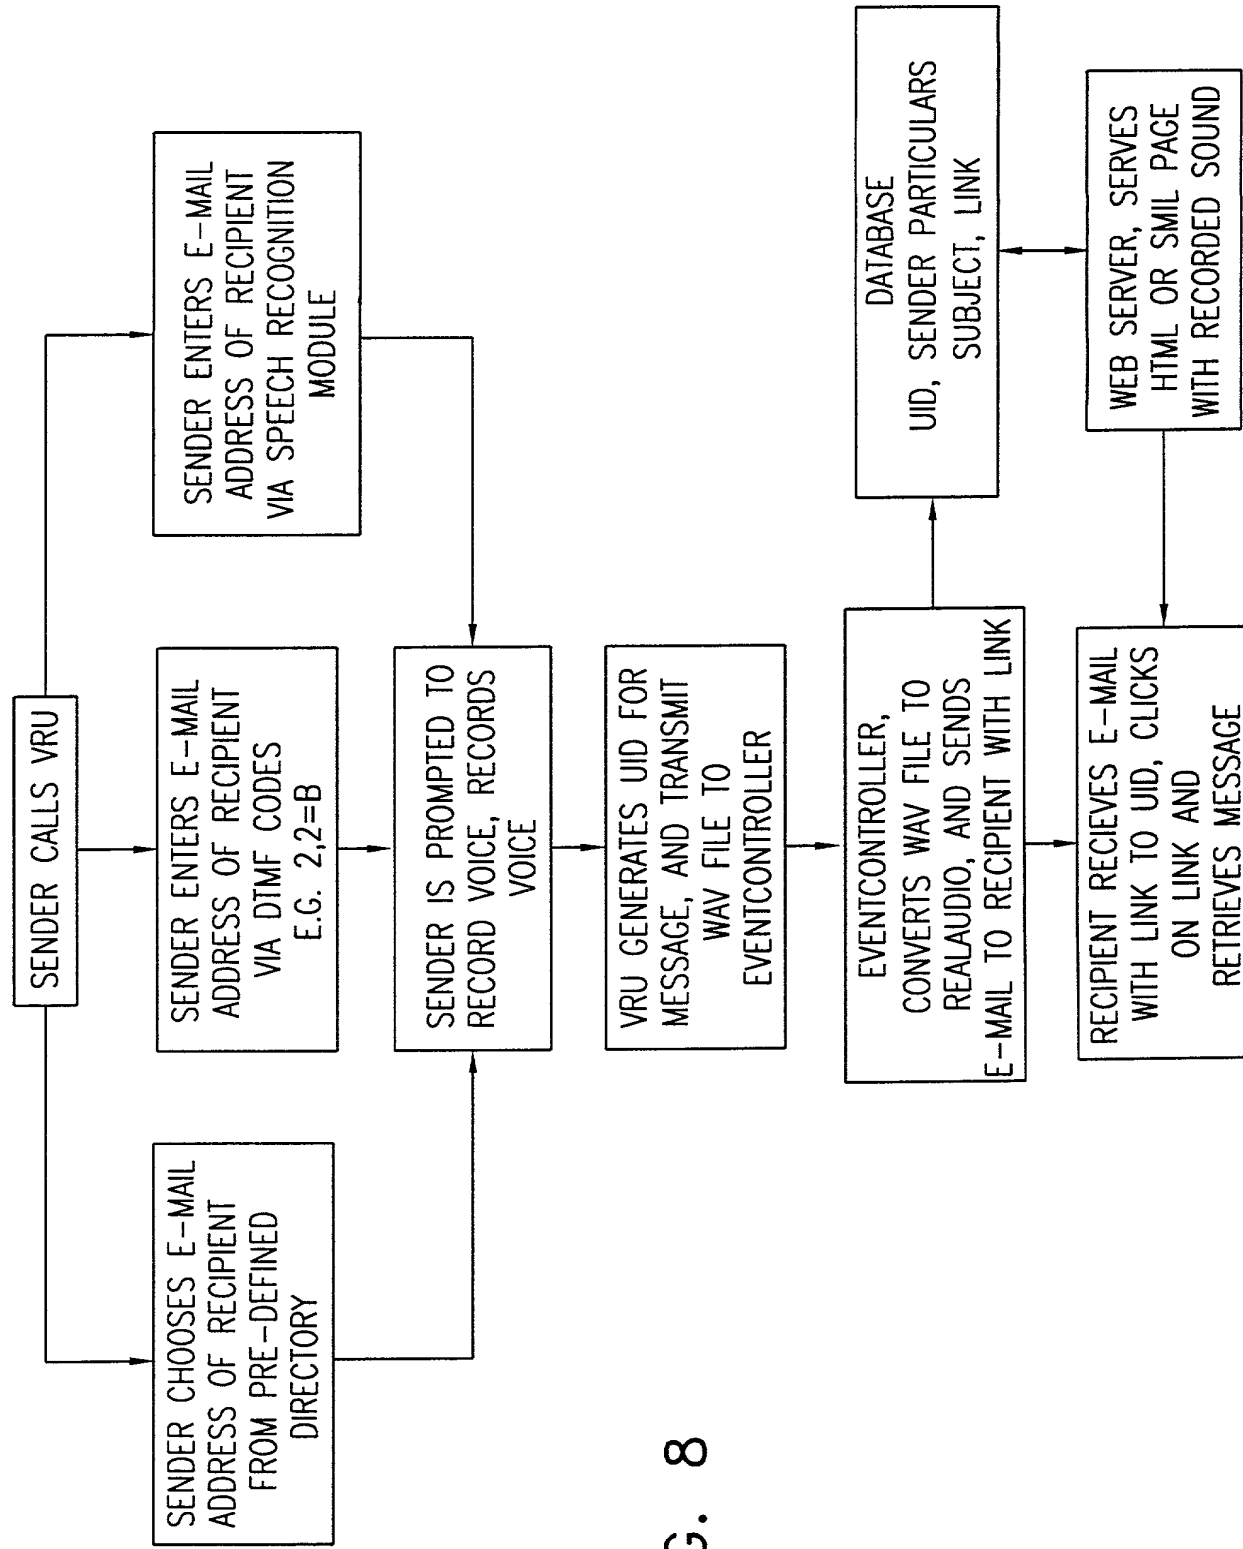 SENDER CALLS VRU
SENDER CHOOSES E-MAIL
ADDRESS OF RECIPIENT
FROM PRE-DEFINED
DIRECTORY
SENDER ENTERS E-MAIL
ADDRESS OF RECIPIENT
VIA DTMF CODES
E.G. 2,2=B
SENDER ENTERS E-MAIL
ADDRESS OF RECIPIENT
VIA SPEECH RECOGNITION
MODULE
SENDER IS PROMPTED TO
RECORD VOICE, RECORDS
VOICE
VRU GENERATES UID FOR
MESSAGE, AND TRANSMIT
WAV FILE TO
EVENTCONTROLLER
EVENTCONTROLLER,
CONVERTS WAV FILE TO
REALAUDIO, AND SENDS
E-MAIL TO RECIPIENT WITH LINK
DATABASE
UID, SENDER PARTICULARS
SUBJECT, LINK
RECIPIENT RECIEVES E-MAIL
WITH LINK TO UID, CLICKS
ON LINK AND
RETRIEVES MESSAGE
WEB SERVER, SERVES
HTML OR SMIL PAGE
WITH RECORDED SOUND
G. 8